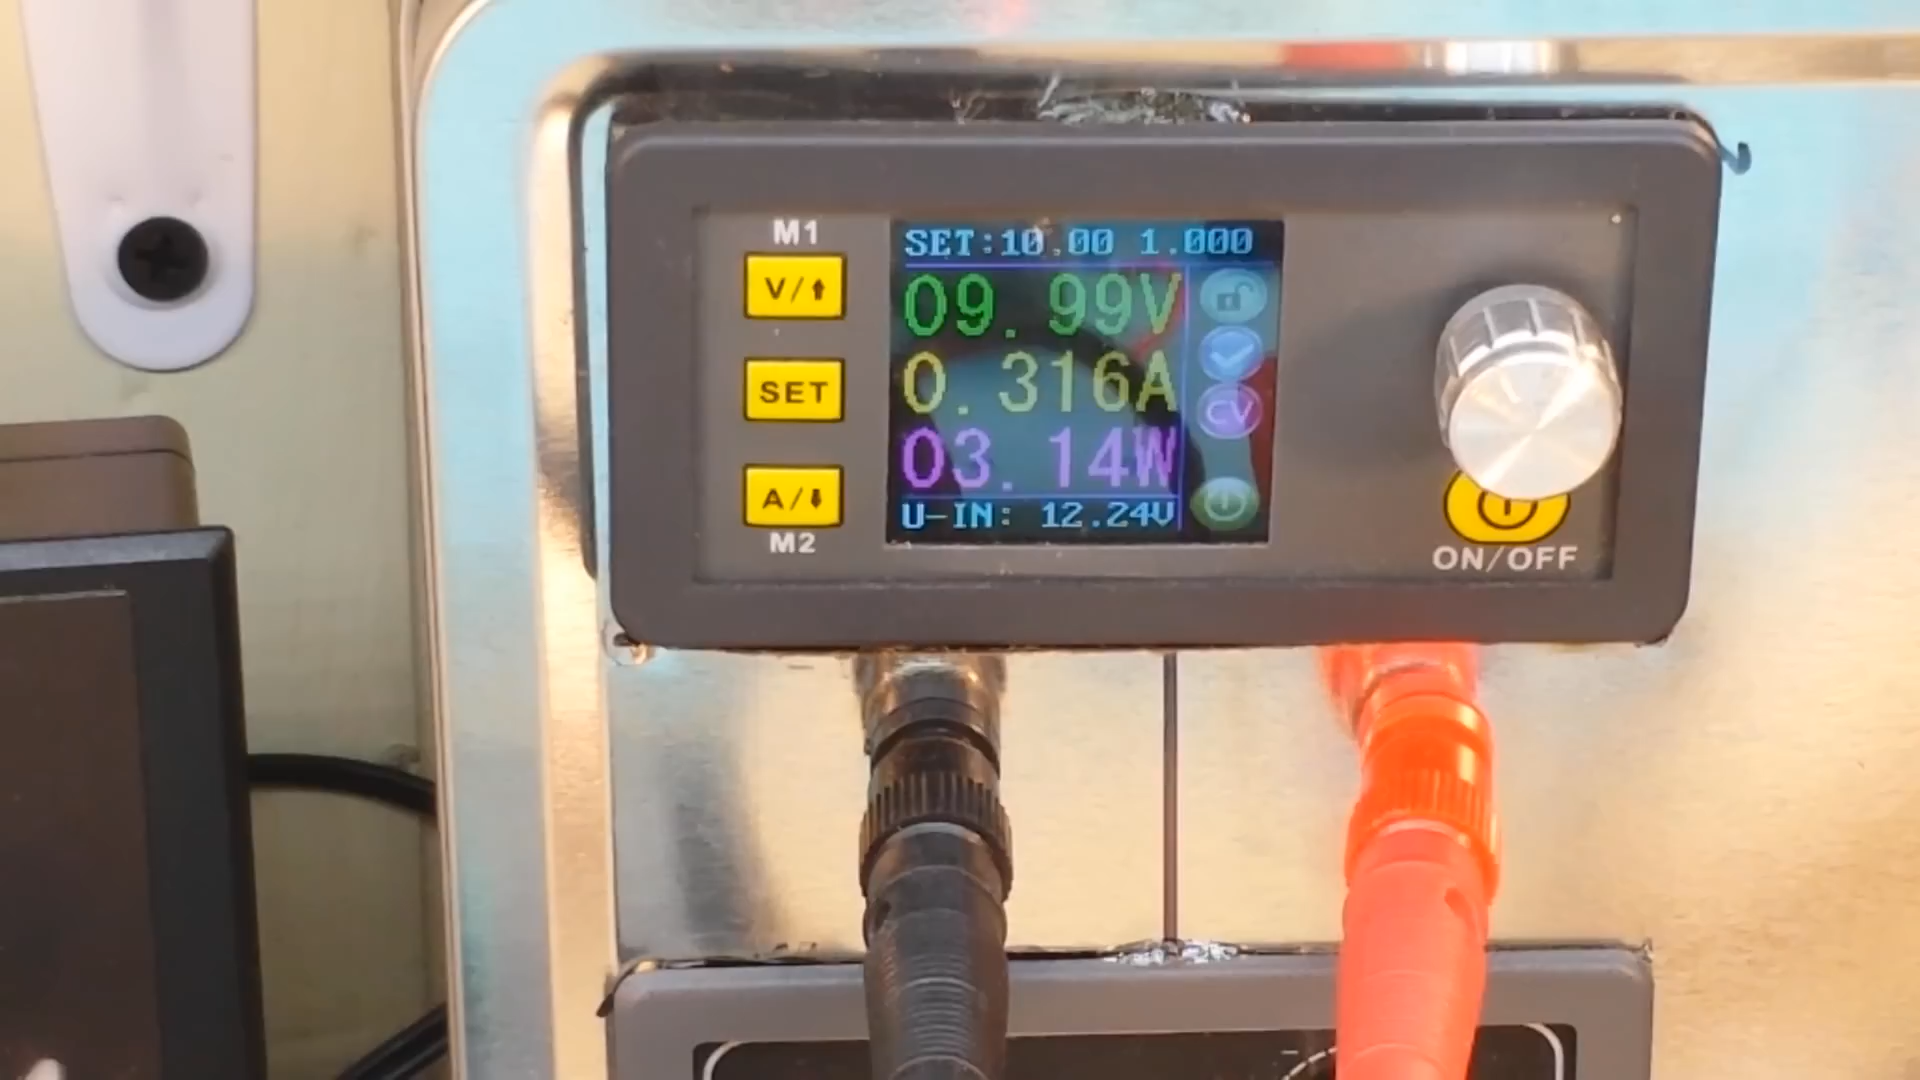 M1
V/⬆
SET
A/⬇
M2
SET:10.00 1.000
09.99V
0.316A
03.14W
U-IN: 12.24V
CV
ON/OFF